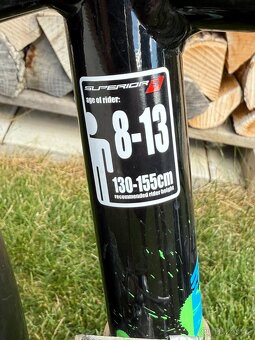 SUPERIOR
age of rider:
8-13
130-155cm
recommended rider height